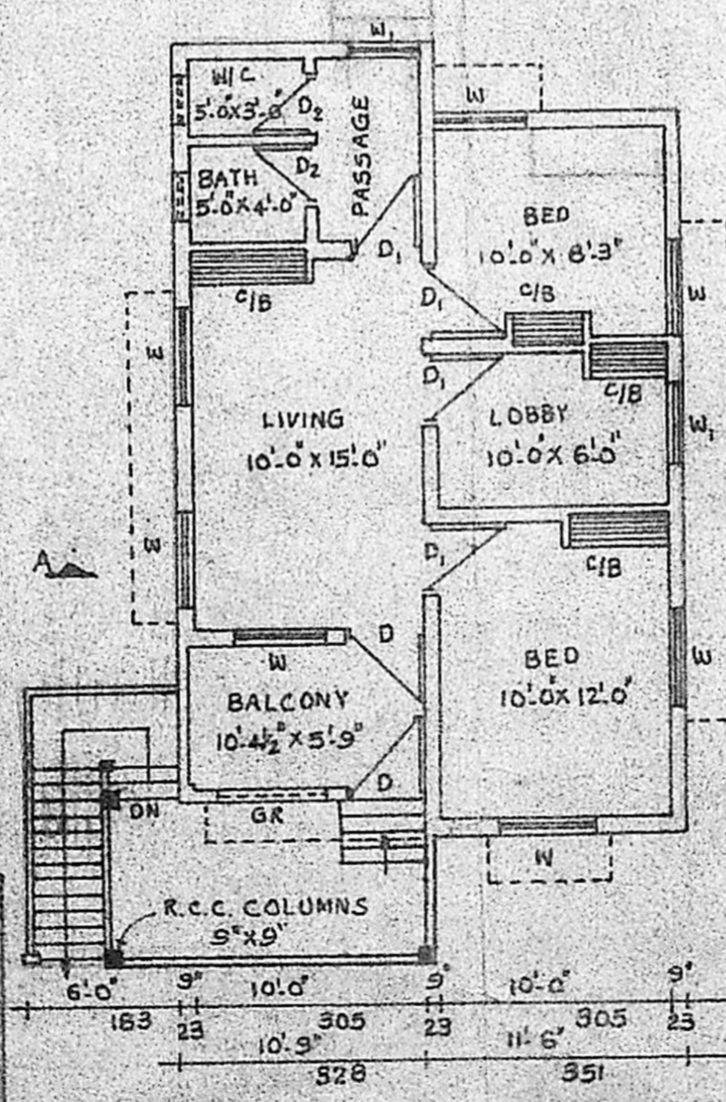 W1
W/C
5'-0"X3'-0"
D2
PASSAGE
W
D2
BATH
5'-0"X4'-0"
BED
10'-0"X 8'-3"
D1
D1
C/B
C/B
W
W
D1
C/B
LIVING
10'-0"X15'-0"
LOBBY
10'-0"X 6'-0"
W1
W
A
D1
C/B
D
W
BED
10'-0"X12'-0"
W
BALCONY
10'-4½"X5'-9"
D
DN
GR
W
R.C.C. COLUMNS
9"X9"
6'-0" 9" 10'-0" 9" 10'-0" 9"
183 23 305 23 305 23
10'-9" 11'-6"
328 351